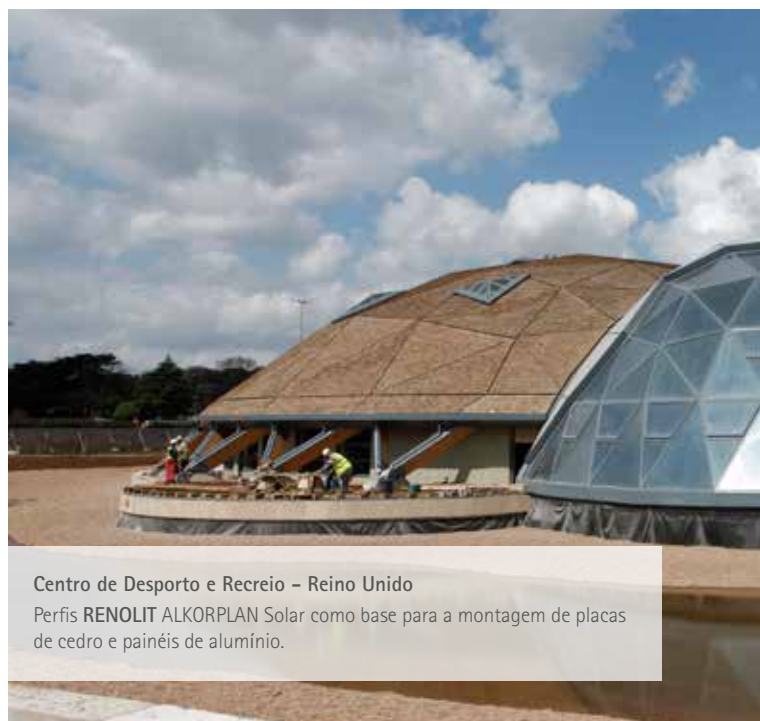 Centro de Desporto e Recreio – Reino Unido
Perfis RENOLIT ALKORPLAN Solar como base para a montagem de placas
de cedro e painéis de alumínio.